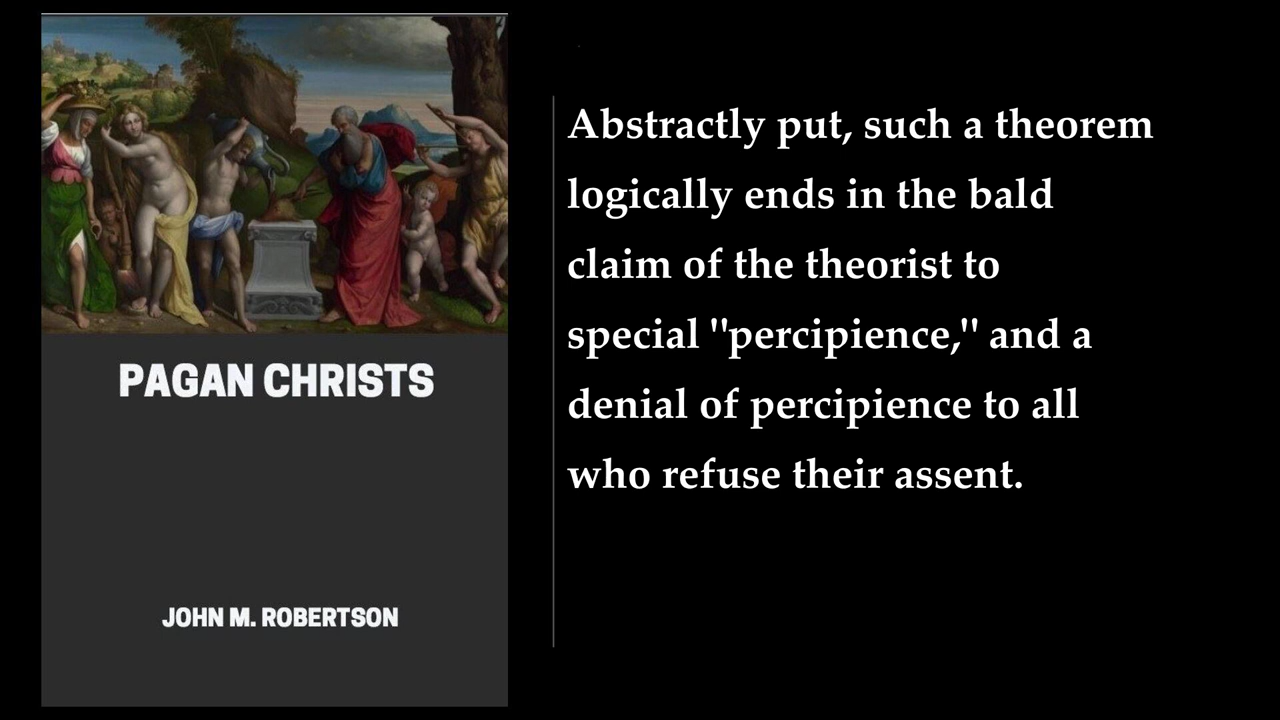 PAGAN CHRISTS
JOHN M. ROBERTSON
Abstractly put, such a theorem
logically ends in the bald
claim of the theorist to
special "percipience," and a
denial of percipience to all
who refuse their assent.